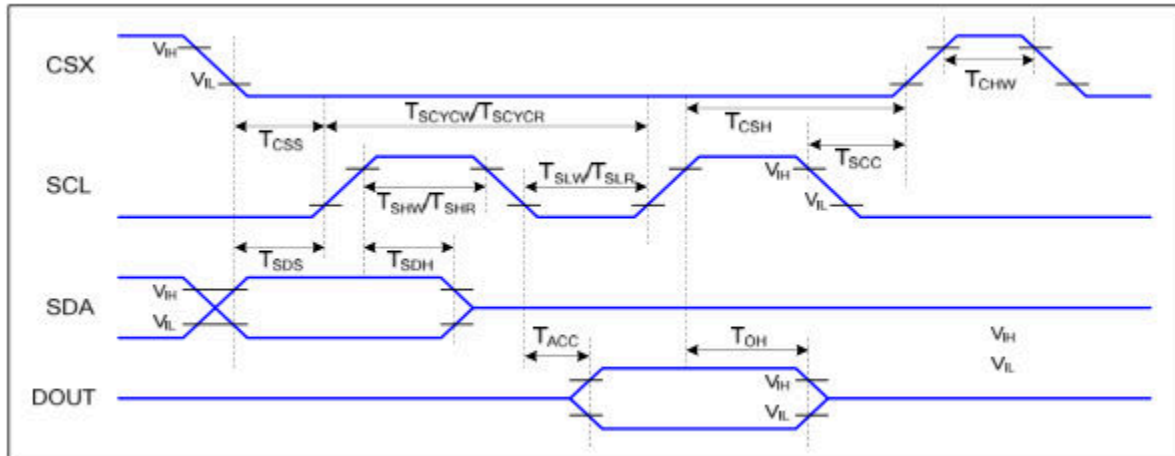 CSX
VIH
VIL
TCHW
TSCYCW/TSCYCR
TCSH
TCSS
TSCC
SCL
TSLW/TSLR
VIH
TSHW/TSHR
VIL
TSDS
TSDH
SDA
VIH
VIL
TACC
TOH
VIH
VIL
DOUT
VIH
VIL